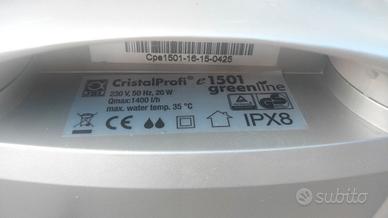 Cpe1501-16-15-0425
CristalProfi® e1501
greenline
230 V, 50 Hz, 20 W
Qmax:1400 l/h
max. water temp. 35 °C
CE
IPX8
subito